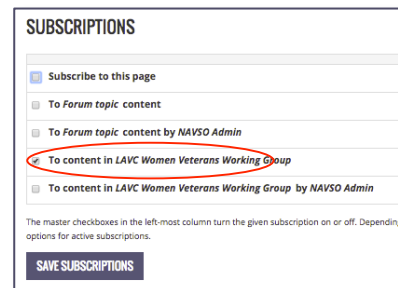 SUBSCRIPTIONS
Subscribe to this page
To Forum topic content
To Forum topic content by NAVSO Admin
To content in LAVC Women Veterans Working Group
To content in LAVC Women Veterans Working Group by NAVSO Admin
The master checkboxes in the left-most column turn the given subscription on or off. Depending
options for active subscriptions.
SAVE SUBSCRIPTIONS